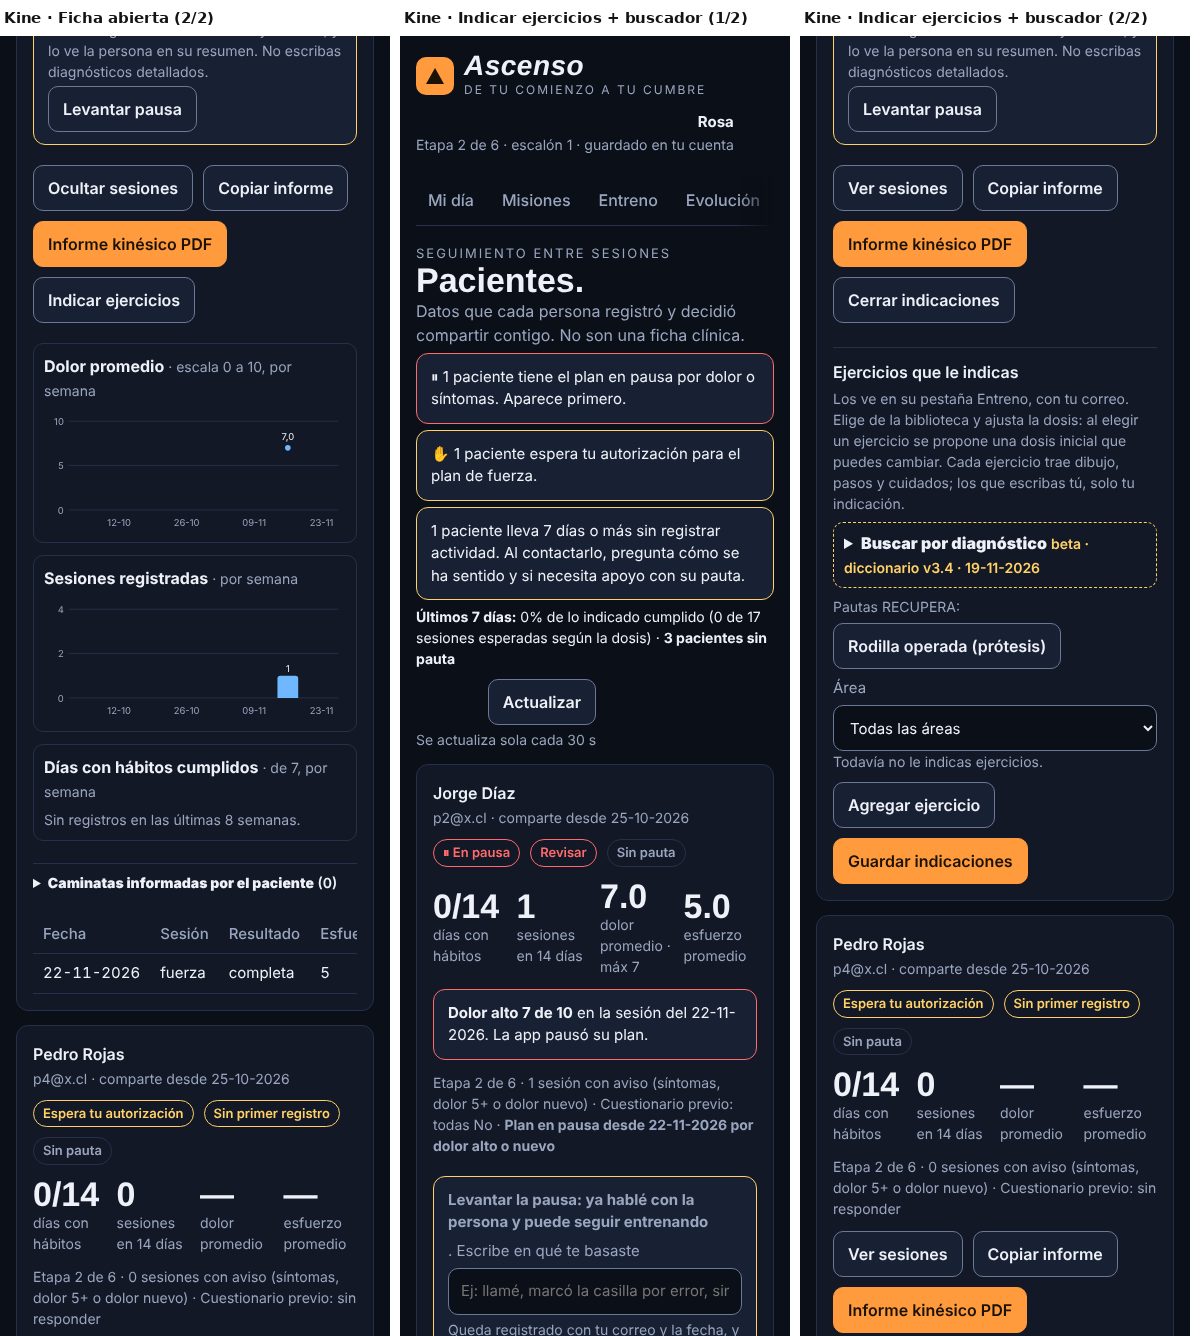 Kine · Ficha abierta (2/2)
lo ve la persona en su resumen. No escribas
diagnósticos detallados.
Levantar pausa
Ocultar sesiones
Copiar informe
Informe kinésico PDF
Indicar ejercicios
Dolor promedio · escala 0 a 10, por
semana
10
7,0
5
0
12-10
26-10
09-11
23-11
Sesiones registradas · por semana
4
2
1
0
12-10
26-10
09-11
23-11
Días con hábitos cumplidos · de 7, por
semana
Sin registros en las últimas 8 semanas.
▶ Caminatas informadas por el paciente (0)
Fecha Sesión Resultado Esfue
22-11-2026 fuerza completa 5
Pedro Rojas
p4@x.cl · comparte desde 25-10-2026
Espera tu autorización
Sin primer registro
Sin pauta
0/14 0 — —
días con sesiones dolor esfuerzo
hábitos en 14 días promedio promedio
Etapa 2 de 6 · 0 sesiones con aviso (síntomas,
dolor 5+ o dolor nuevo) · Cuestionario previo: sin
responder
Kine · Indicar ejercicios + buscador (1/2)
Ascenso
DE TU COMIENZO A TU CUMBRE
Rosa
Etapa 2 de 6 · escalón 1 · guardado en tu cuenta
Mi día Misiones Entreno Evolución
SEGUIMIENTO ENTRE SESIONES
Pacientes.
Datos que cada persona registró y decidió
compartir contigo. No son una ficha clínica.
⏸ 1 paciente tiene el plan en pausa por dolor o
síntomas. Aparece primero.
✋ 1 paciente espera tu autorización para el
plan de fuerza.
1 paciente lleva 7 días o más sin registrar
actividad. Al contactarlo, pregunta cómo se
ha sentido y si necesita apoyo con su pauta.
Últimos 7 días: 0% de lo indicado cumplido (0 de 17
sesiones esperadas según la dosis) · 3 pacientes sin
pauta
Actualizar
Se actualiza sola cada 30 s
Jorge Díaz
p2@x.cl · comparte desde 25-10-2026
⏸ En pausa
Revisar
Sin pauta
0/14 1 7.0 5.0
días con sesiones dolor esfuerzo
hábitos en 14 días promedio · promedio
máx 7
Dolor alto 7 de 10 en la sesión del 22-11-
2026. La app pausó su plan.
Etapa 2 de 6 · 1 sesión con aviso (síntomas,
dolor 5+ o dolor nuevo) · Cuestionario previo:
todas No · Plan en pausa desde 22-11-2026 por
dolor alto o nuevo
Levantar la pausa: ya hablé con la
persona y puede seguir entrenando
. Escribe en qué te basaste
Ej: llamé, marcó la casilla por error, sir
Queda registrado con tu correo y la fecha, y
Kine · Indicar ejercicios + buscador (2/2)
lo ve la persona en su resumen. No escribas
diagnósticos detallados.
Levantar pausa
Ver sesiones
Copiar informe
Informe kinésico PDF
Cerrar indicaciones
Ejercicios que le indicas
Los ve en su pestaña Entreno, con tu correo.
Elige de la biblioteca y ajusta la dosis: al elegir
un ejercicio se propone una dosis inicial que
puedes cambiar. Cada ejercicio trae dibujo,
pasos y cuidados; los que escribas tú, solo tu
indicación.
▶ Buscar por diagnóstico beta ·
diccionario v3.4 · 19-11-2026
Pautas RECUPERA:
Rodilla operada (prótesis)
Área
Todas las áreas
Todavía no le indicas ejercicios.
Agregar ejercicio
Guardar indicaciones
Pedro Rojas
p4@x.cl · comparte desde 25-10-2026
Espera tu autorización
Sin primer registro
Sin pauta
0/14 0 — —
días con sesiones dolor esfuerzo
hábitos en 14 días promedio promedio
Etapa 2 de 6 · 0 sesiones con aviso (síntomas,
dolor 5+ o dolor nuevo) · Cuestionario previo: sin
responder
Ver sesiones
Copiar informe
Informe kinésico PDF